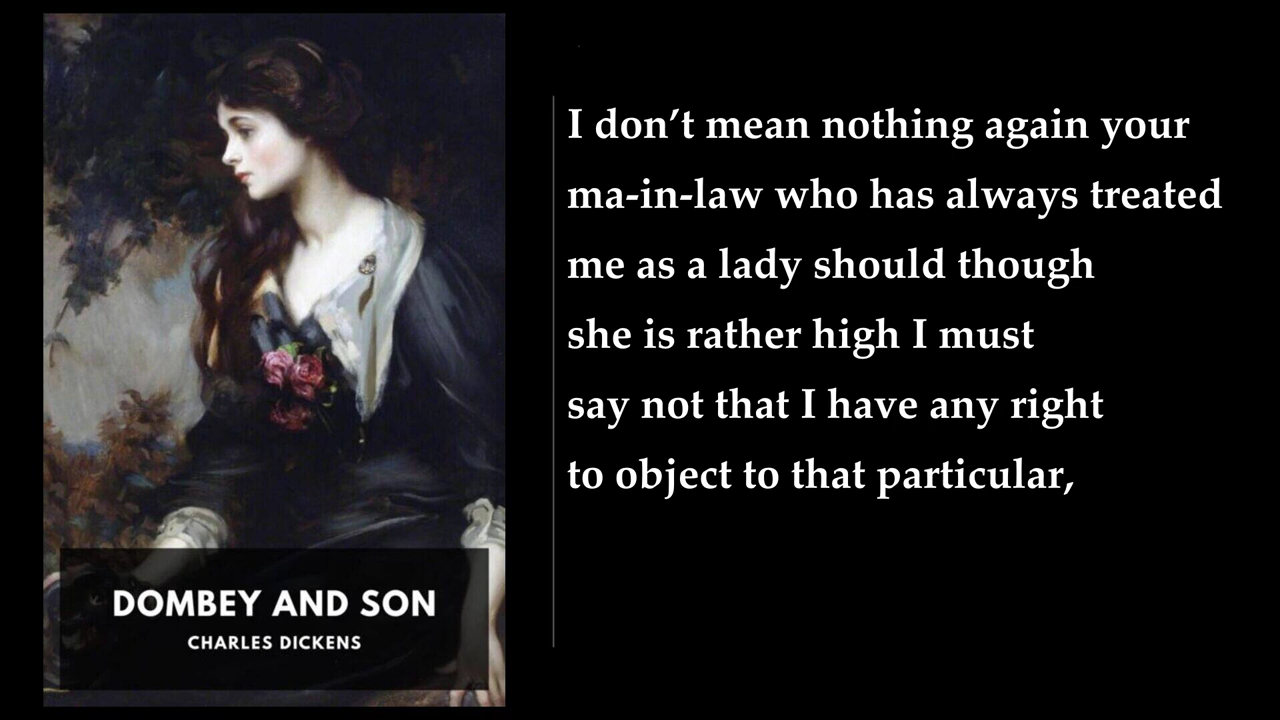 I don’t mean nothing again your
ma-in-law who has always treated
me as a lady should though
she is rather high I must
say not that I have any right
to object to that particular,
DOMBEY AND SON
CHARLES DICKENS